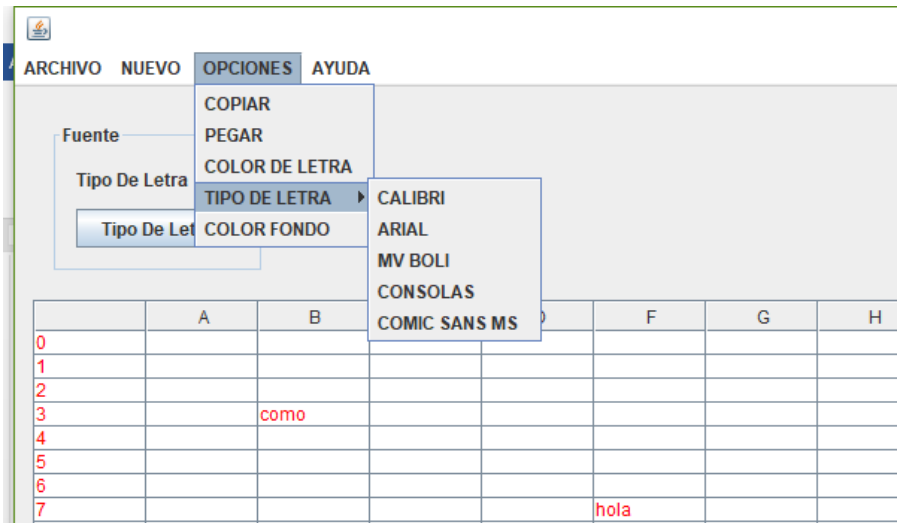 ARCHIVO NUEVO OPCIONES AYUDA
COPIAR
Fuente PEGAR
COLOR DE LETRA
Tipo De Letra
TIPO DE LETRA CALIBRI
Tipo De Let COLOR FONDO ARIAL
MV BOLI
CONSOLAS
COMIC SANS MS
A B F G H
0
1
2
3 como
4
5
6
7 hola